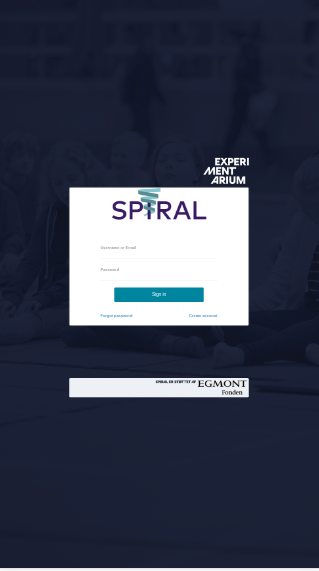 EXPERI
MENT
ARIUM
SPIRAL
Username or Email
Password
Sign in
Forgot password
Create account
SPIRAL ER STØTTET AF EGMONT
Fonden